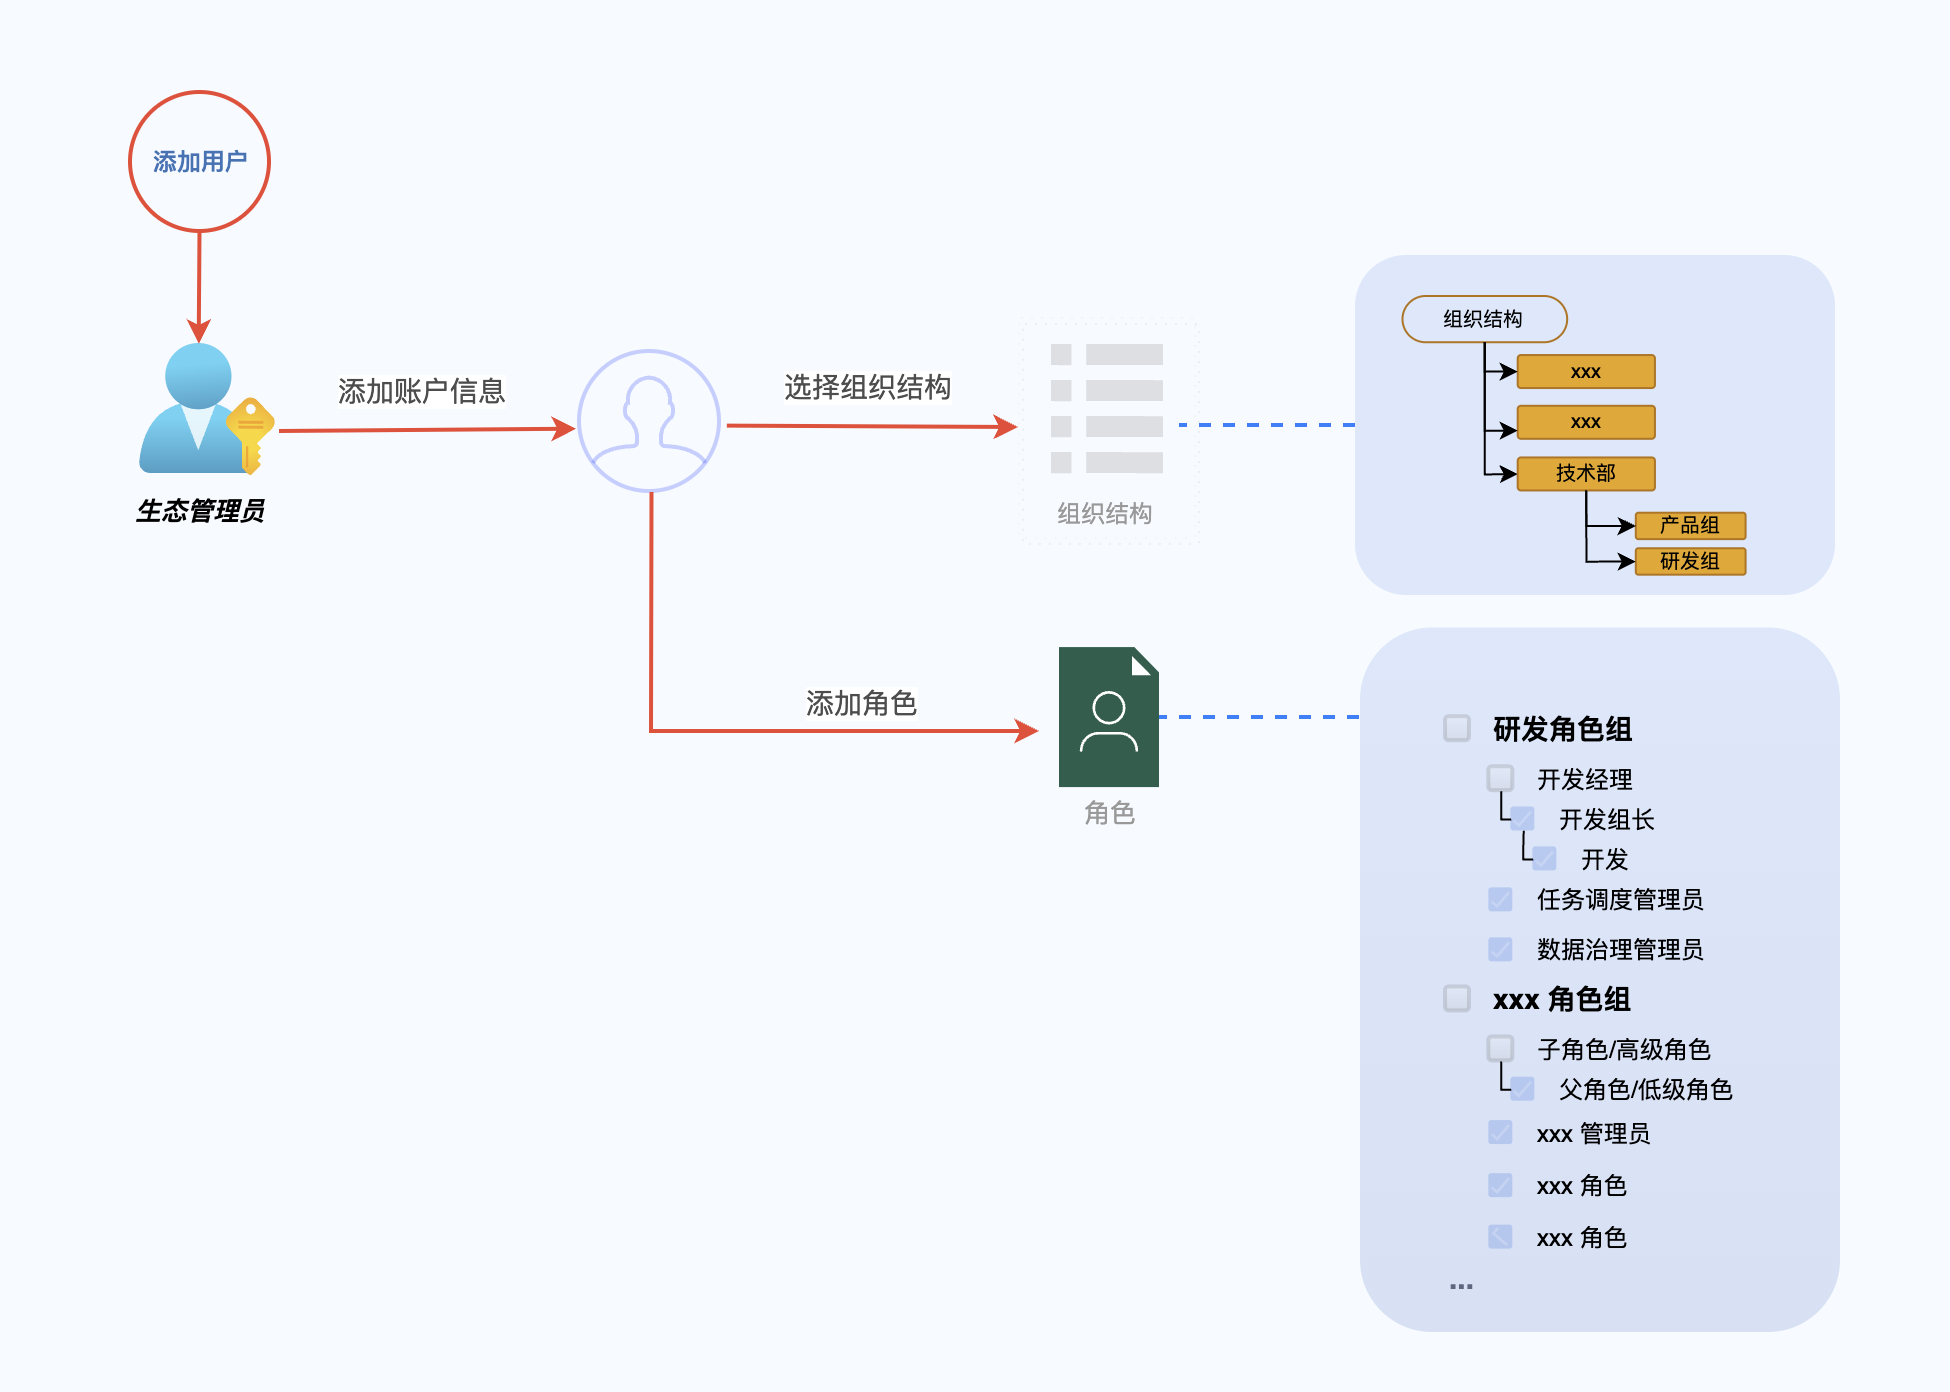 添加用户
生态管理员
添加账户信息
选择组织结构
组织结构
添加角色
角色
组织结构
xxx
xxx
技术部
产品组
研发组
研发角色组
开发经理
开发组长
开发
任务调度管理员
数据治理管理员
xxx 角色组
子角色/高级角色
父角色/低级角色
xxx 管理员
xxx 角色
xxx 角色
...